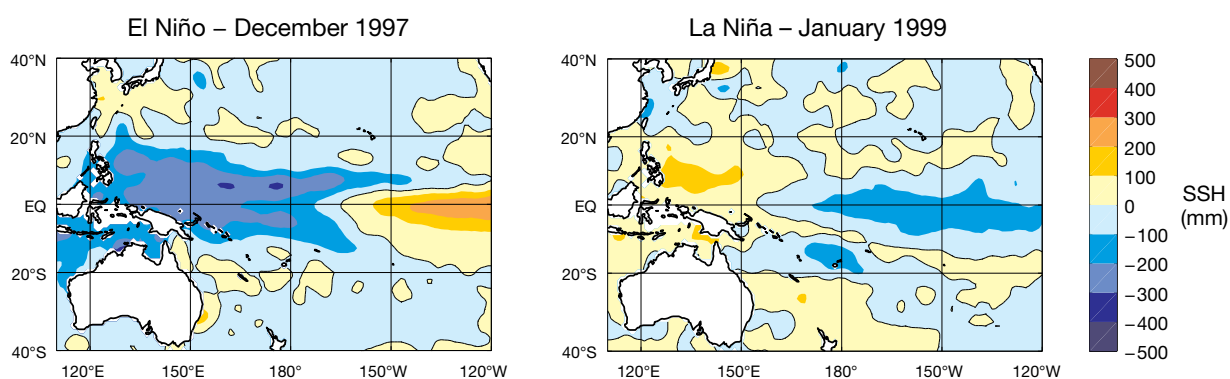 El Niño – December 1997
40°N
20°N
EQ
20°S
40°S
120°E 150°E 180° 150°W 120°W
La Niña – January 1999
40°N
20°N
EQ
20°S
40°S
120°E 150°E 180° 150°W 120°W
500
400
300
200
100
0
−100
−200
−300
−400
−500
SSH
(mm)